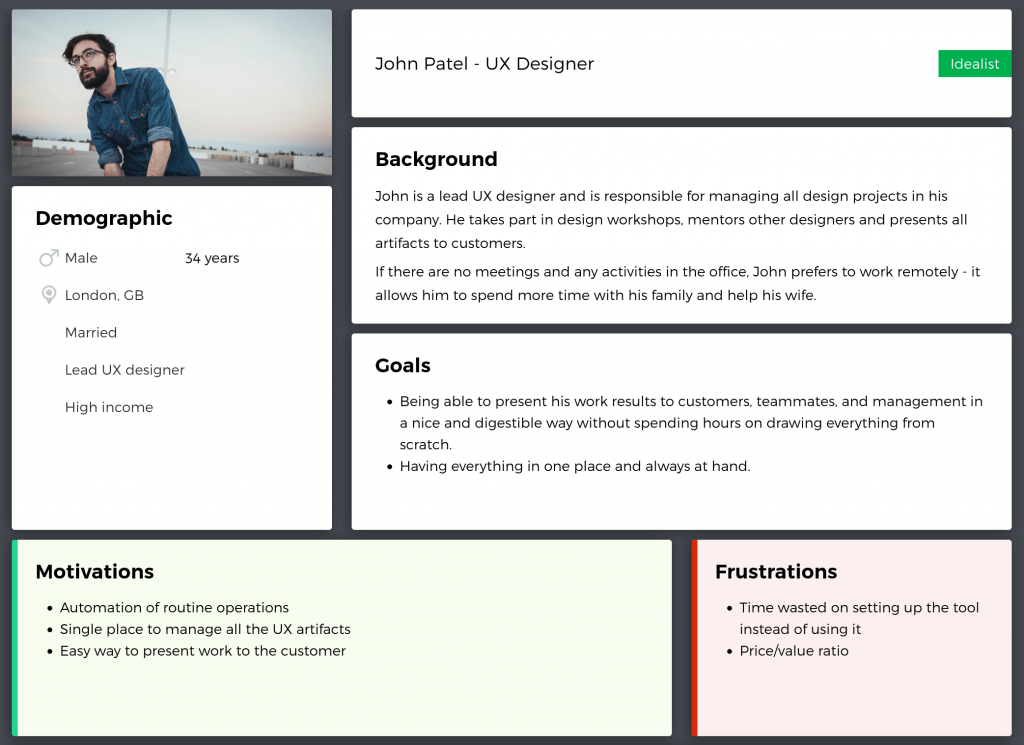 John Patel - UX Designer
Idealist
Demographic
Male 34 years
London, GB
Married
Lead UX designer
High income
Background
John is a lead UX designer and is responsible for managing all design projects in his
company. He takes part in design workshops, mentors other designers and presents all
artifacts to customers.
If there are no meetings and any activities in the office, John prefers to work remotely - it
allows him to spend more time with his family and help his wife.
Goals
• Being able to present his work results to customers, teammates, and management in
a nice and digestible way without spending hours on drawing everything from
scratch.
• Having everything in one place and always at hand.
Motivations
• Automation of routine operations
• Single place to manage all the UX artifacts
• Easy way to present work to the customer
Frustrations
• Time wasted on setting up the tool
instead of using it
• Price/value ratio